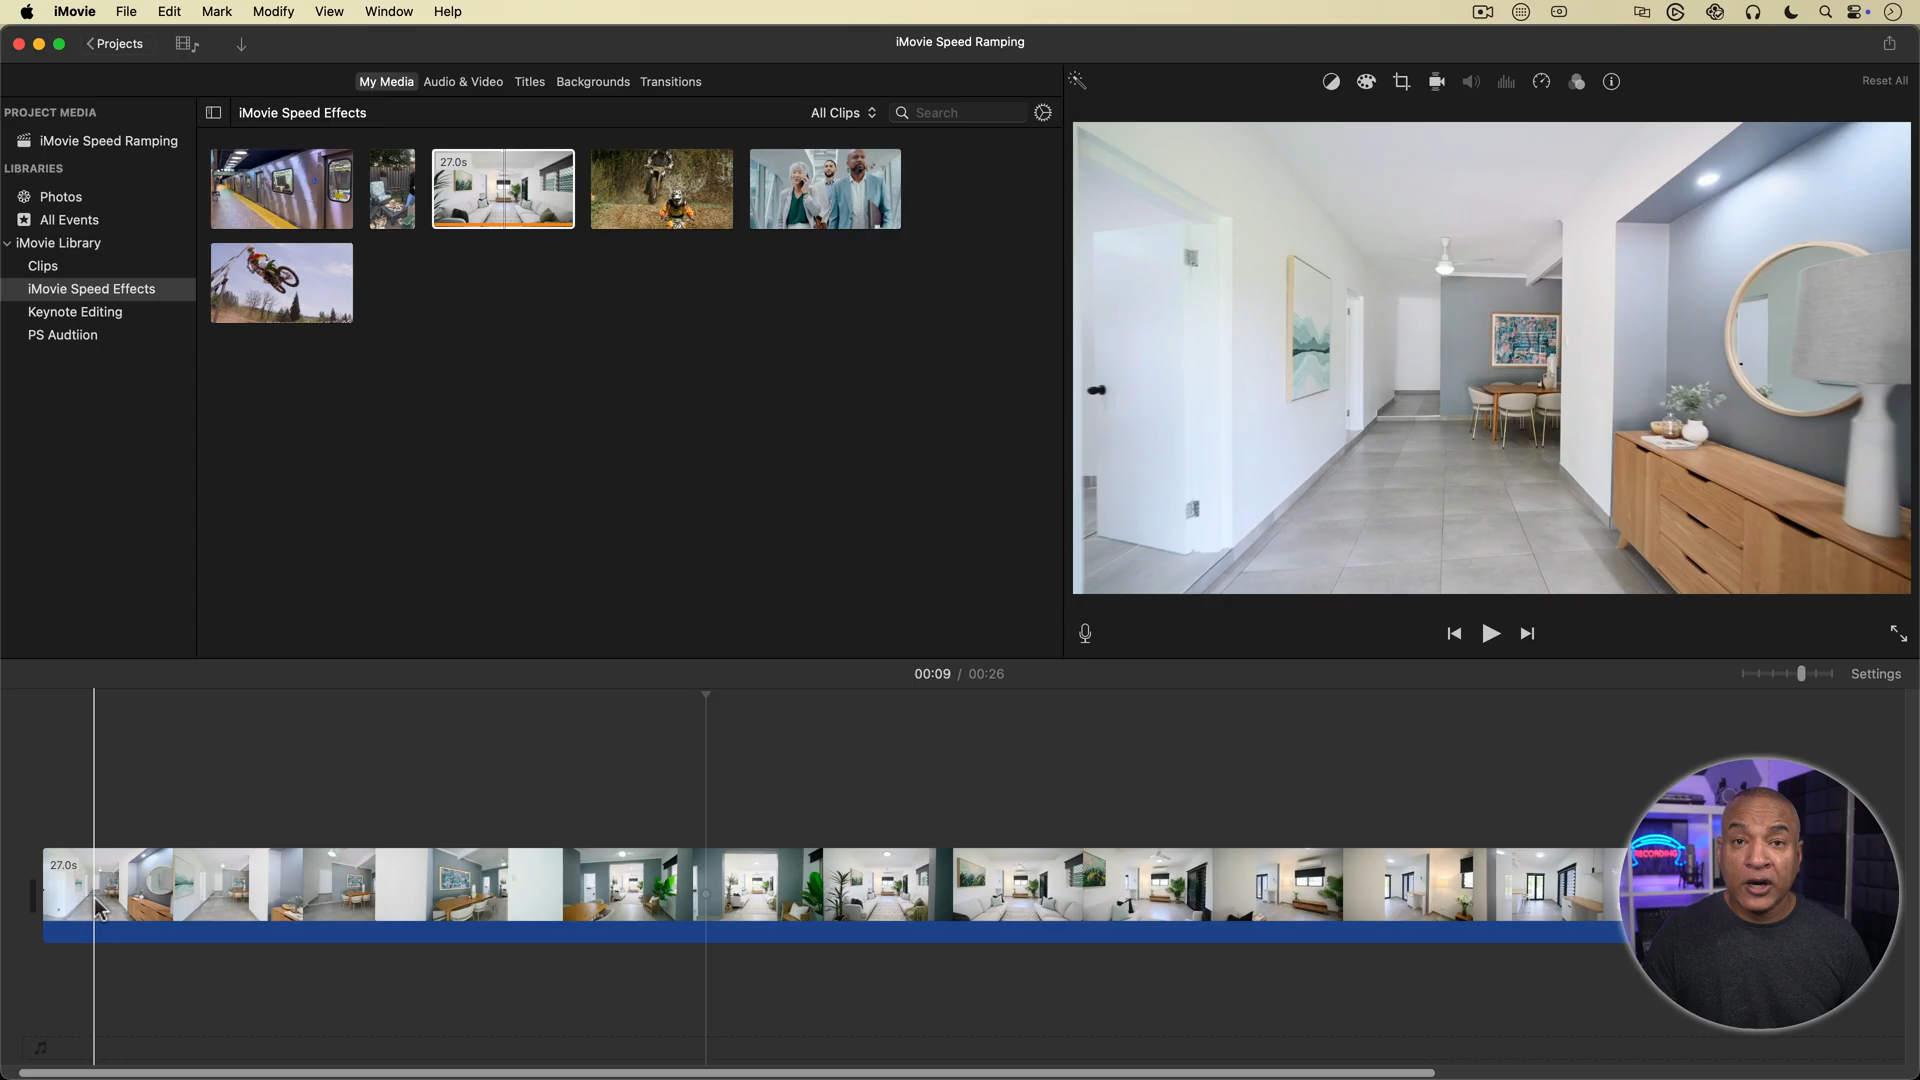 iMovie File Edit Mark Modify View Window Help
Projects
iMovie Speed Ramping
My Media Audio & Video Titles Backgrounds Transitions
Reset All
PROJECT MEDIA
iMovie Speed Effects
All Clips
Search
iMovie Speed Ramping
LIBRARIES
Photos
All Events
iMovie Library
Clips
iMovie Speed Effects
Keynote Editing
PS Audtiion
27.0s
00:09 / 00:26
Settings
27.0s
RECORDING